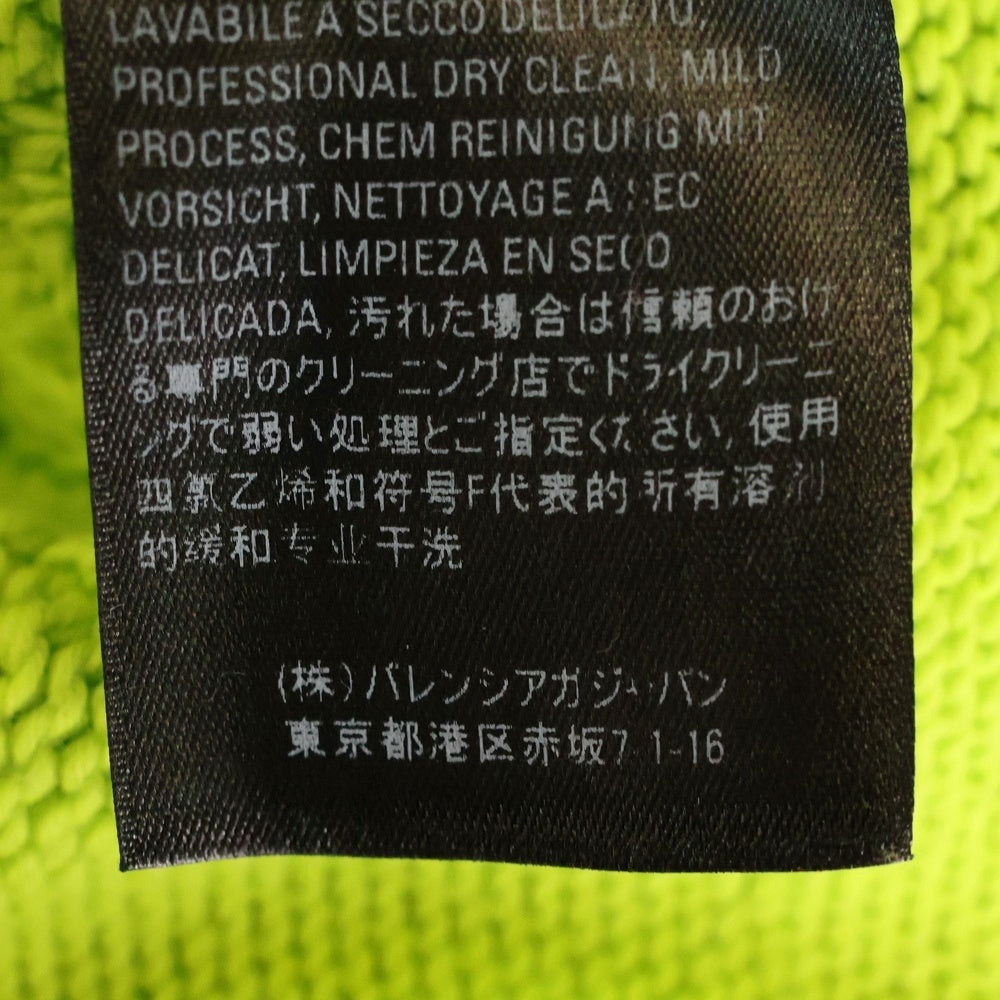 LAVABILE A SECCO DELICATO,
PROFESSIONAL DRY CLEAN, MILD
PROCESS, CHEM REINIGUNG MIT
VORSICHT, NETTOYAGE A SEC
DELICAT, LIMPIEZA EN SECO
DELICADA, 汚れた場合は信頼のおけ
る専門のクリーニング店でドライクリーニ
ングで弱い処理とご指定ください, 使用
四氯乙烯和符号F代表的所有溶剂
的缓和专业干洗
(株)バレンシアガジャパン
東京都港区赤坂7 1-16